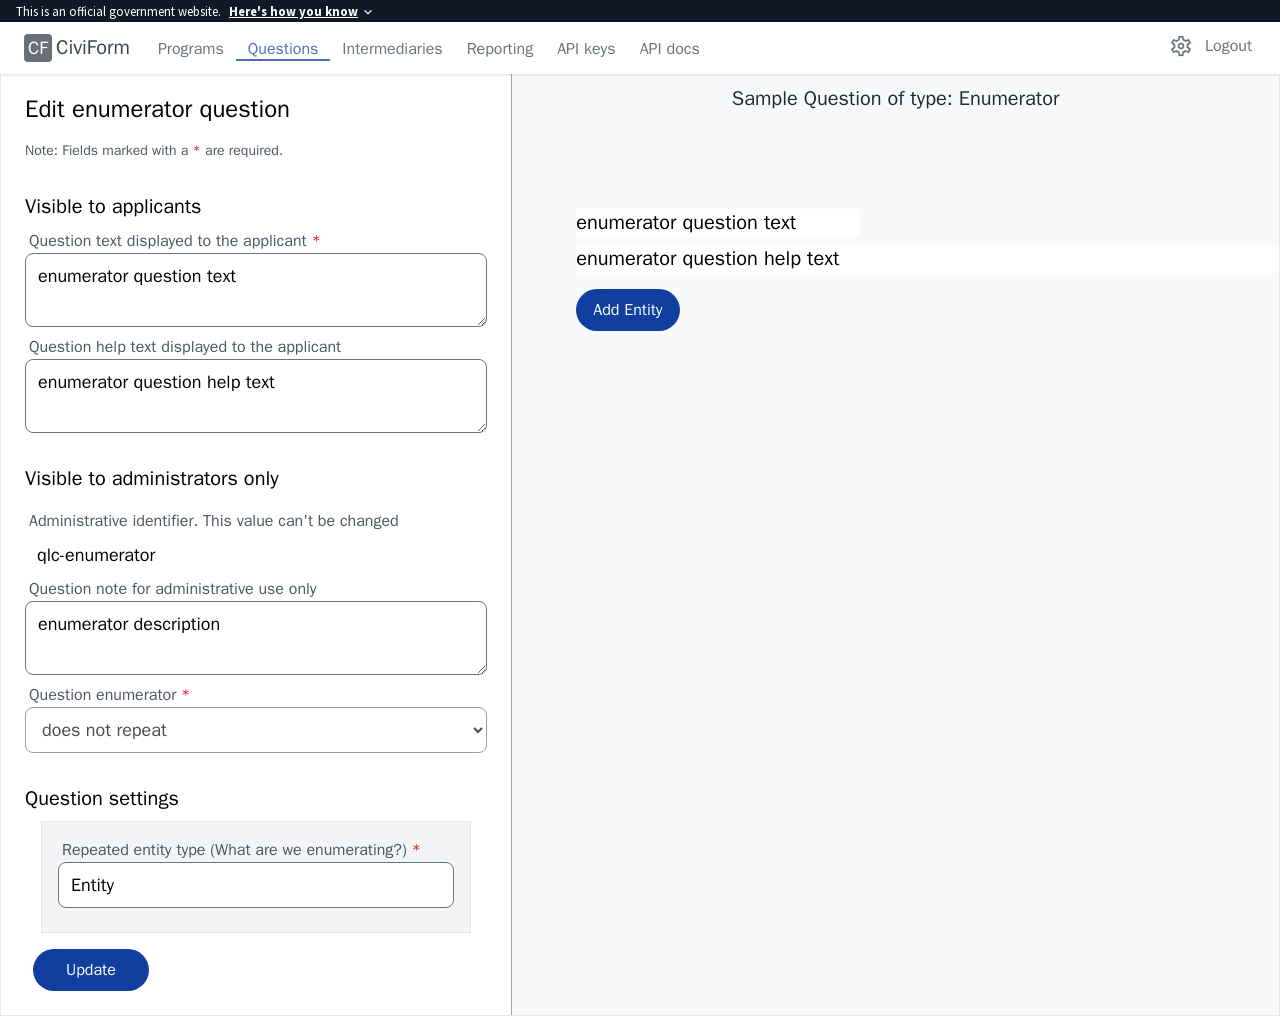 This is an official government website. Here's how you know
CF CiviForm Programs Questions Intermediaries Reporting API keys API docs Logout
Edit enumerator question
Note: Fields marked with a * are required.
Visible to applicants
Question text displayed to the applicant *
enumerator question text
Question help text displayed to the applicant
enumerator question help text
Visible to administrators only
Administrative identifier. This value can't be changed
qlc-enumerator
Question note for administrative use only
enumerator description
Question enumerator *
does not repeat
Question settings
Repeated entity type (What are we enumerating?) *
Entity
Update
Sample Question of type: Enumerator
enumerator question text
enumerator question help text
Add Entity